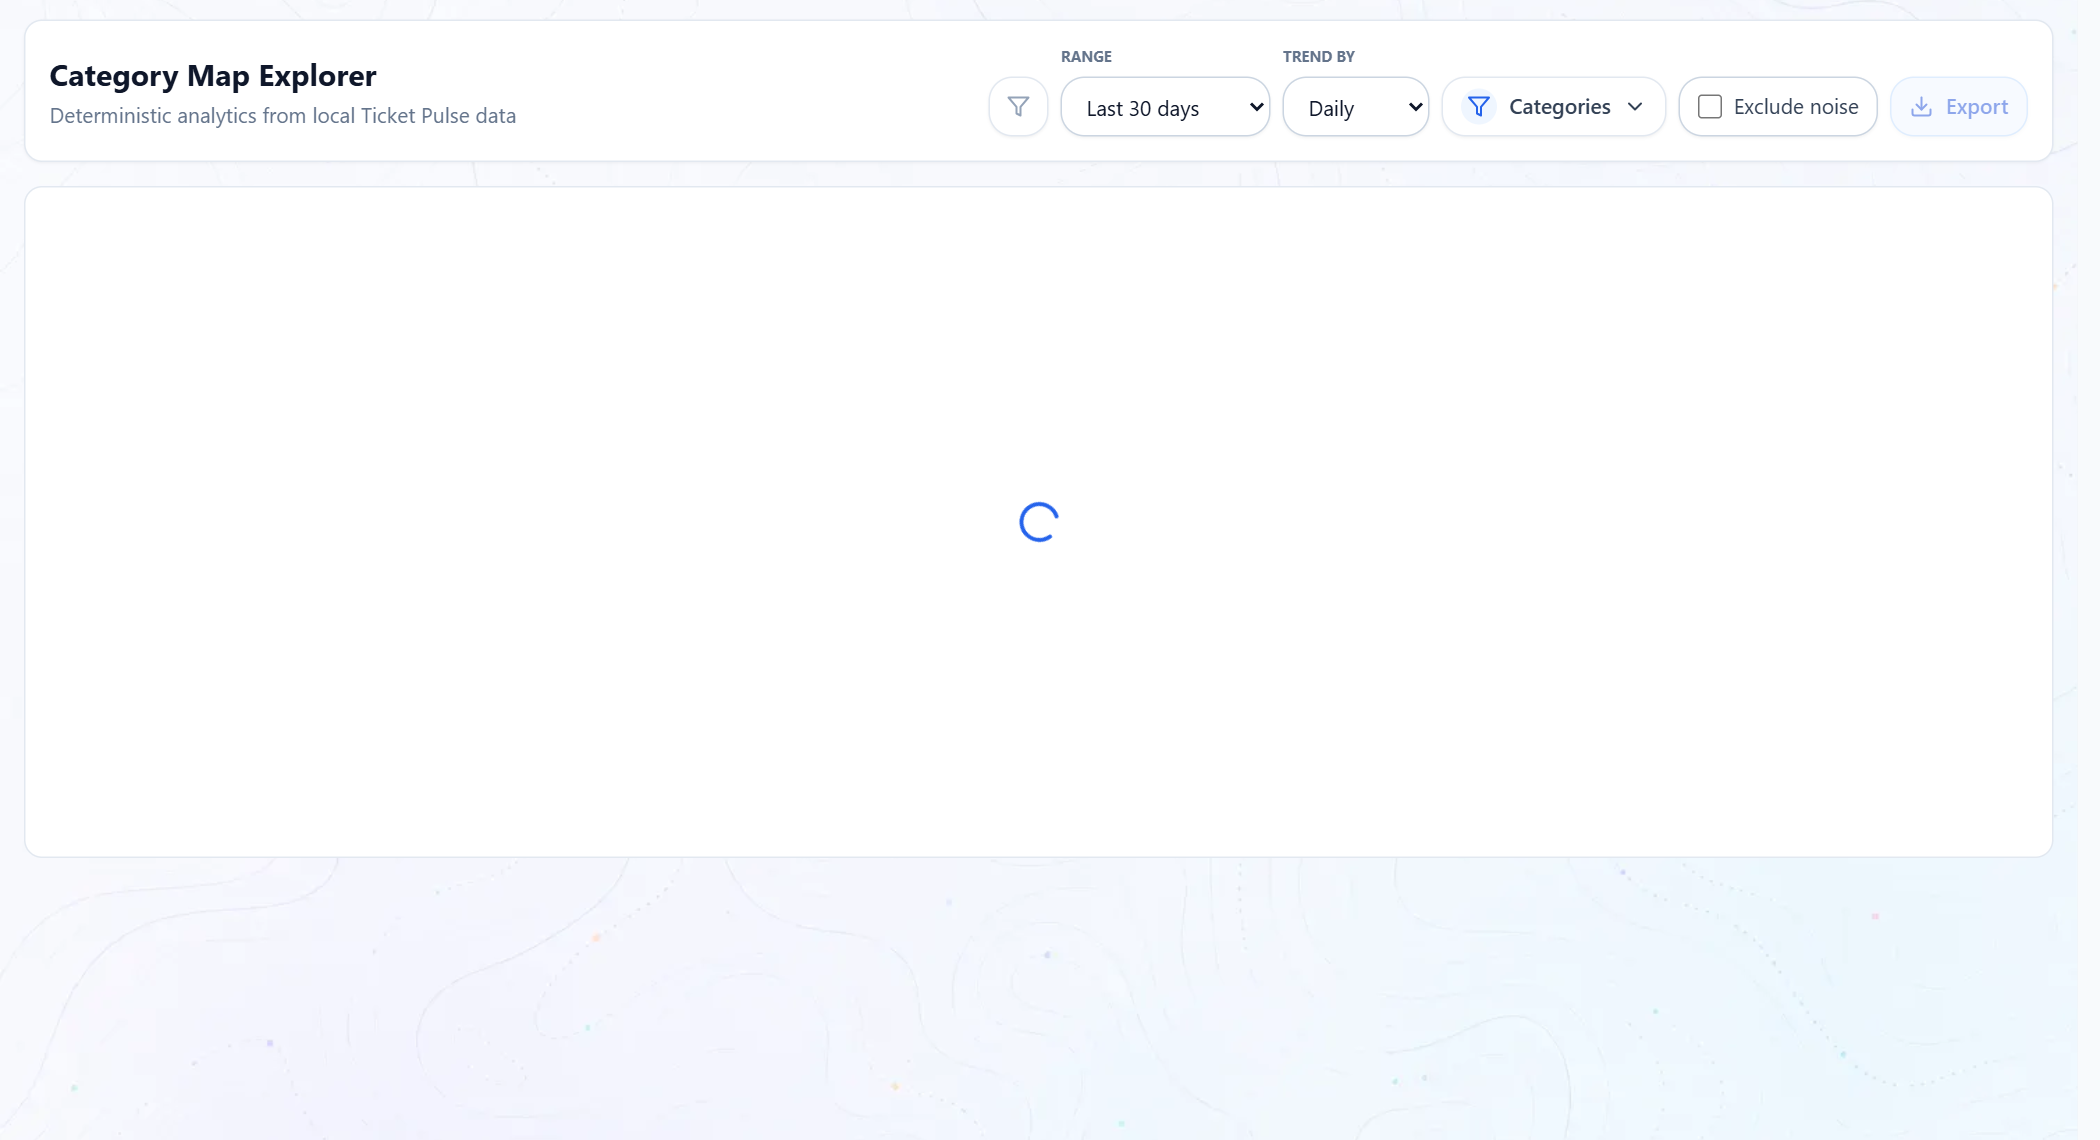 Category Map Explorer
Deterministic analytics from local Ticket Pulse data
RANGE
Last 30 days
TREND BY
Daily
Categories
Exclude noise
Export